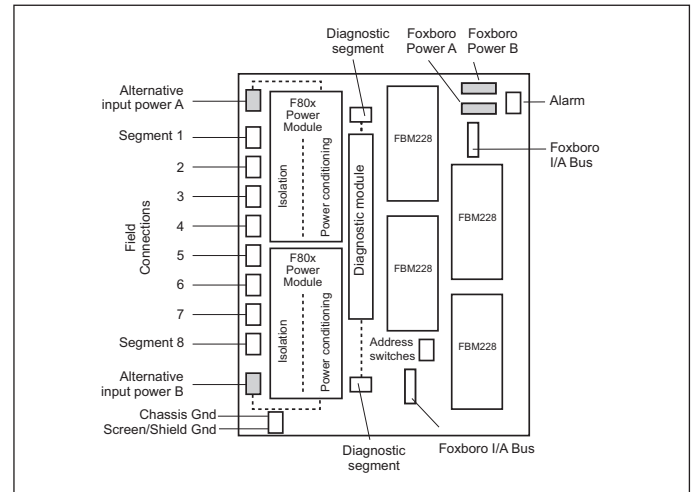 Diagnostic
segment
Foxboro
Power A
Foxboro
Power B
Alternative
input power A
Alarm
Segment 1
2
3
4
5
6
7
Segment 8
Field
Connections
Foxboro
I/A Bus
F80x
Power
Module
Isolation
Power conditioning
F80x
Power
Module
Isolation
Power conditioning
Diagnostic module
FBM228
FBM228
FBM228
FBM228
Address
switches
Alternative
input power B
Chassis Gnd
Screen/Shield Gnd
Diagnostic
segment
Foxboro I/A Bus